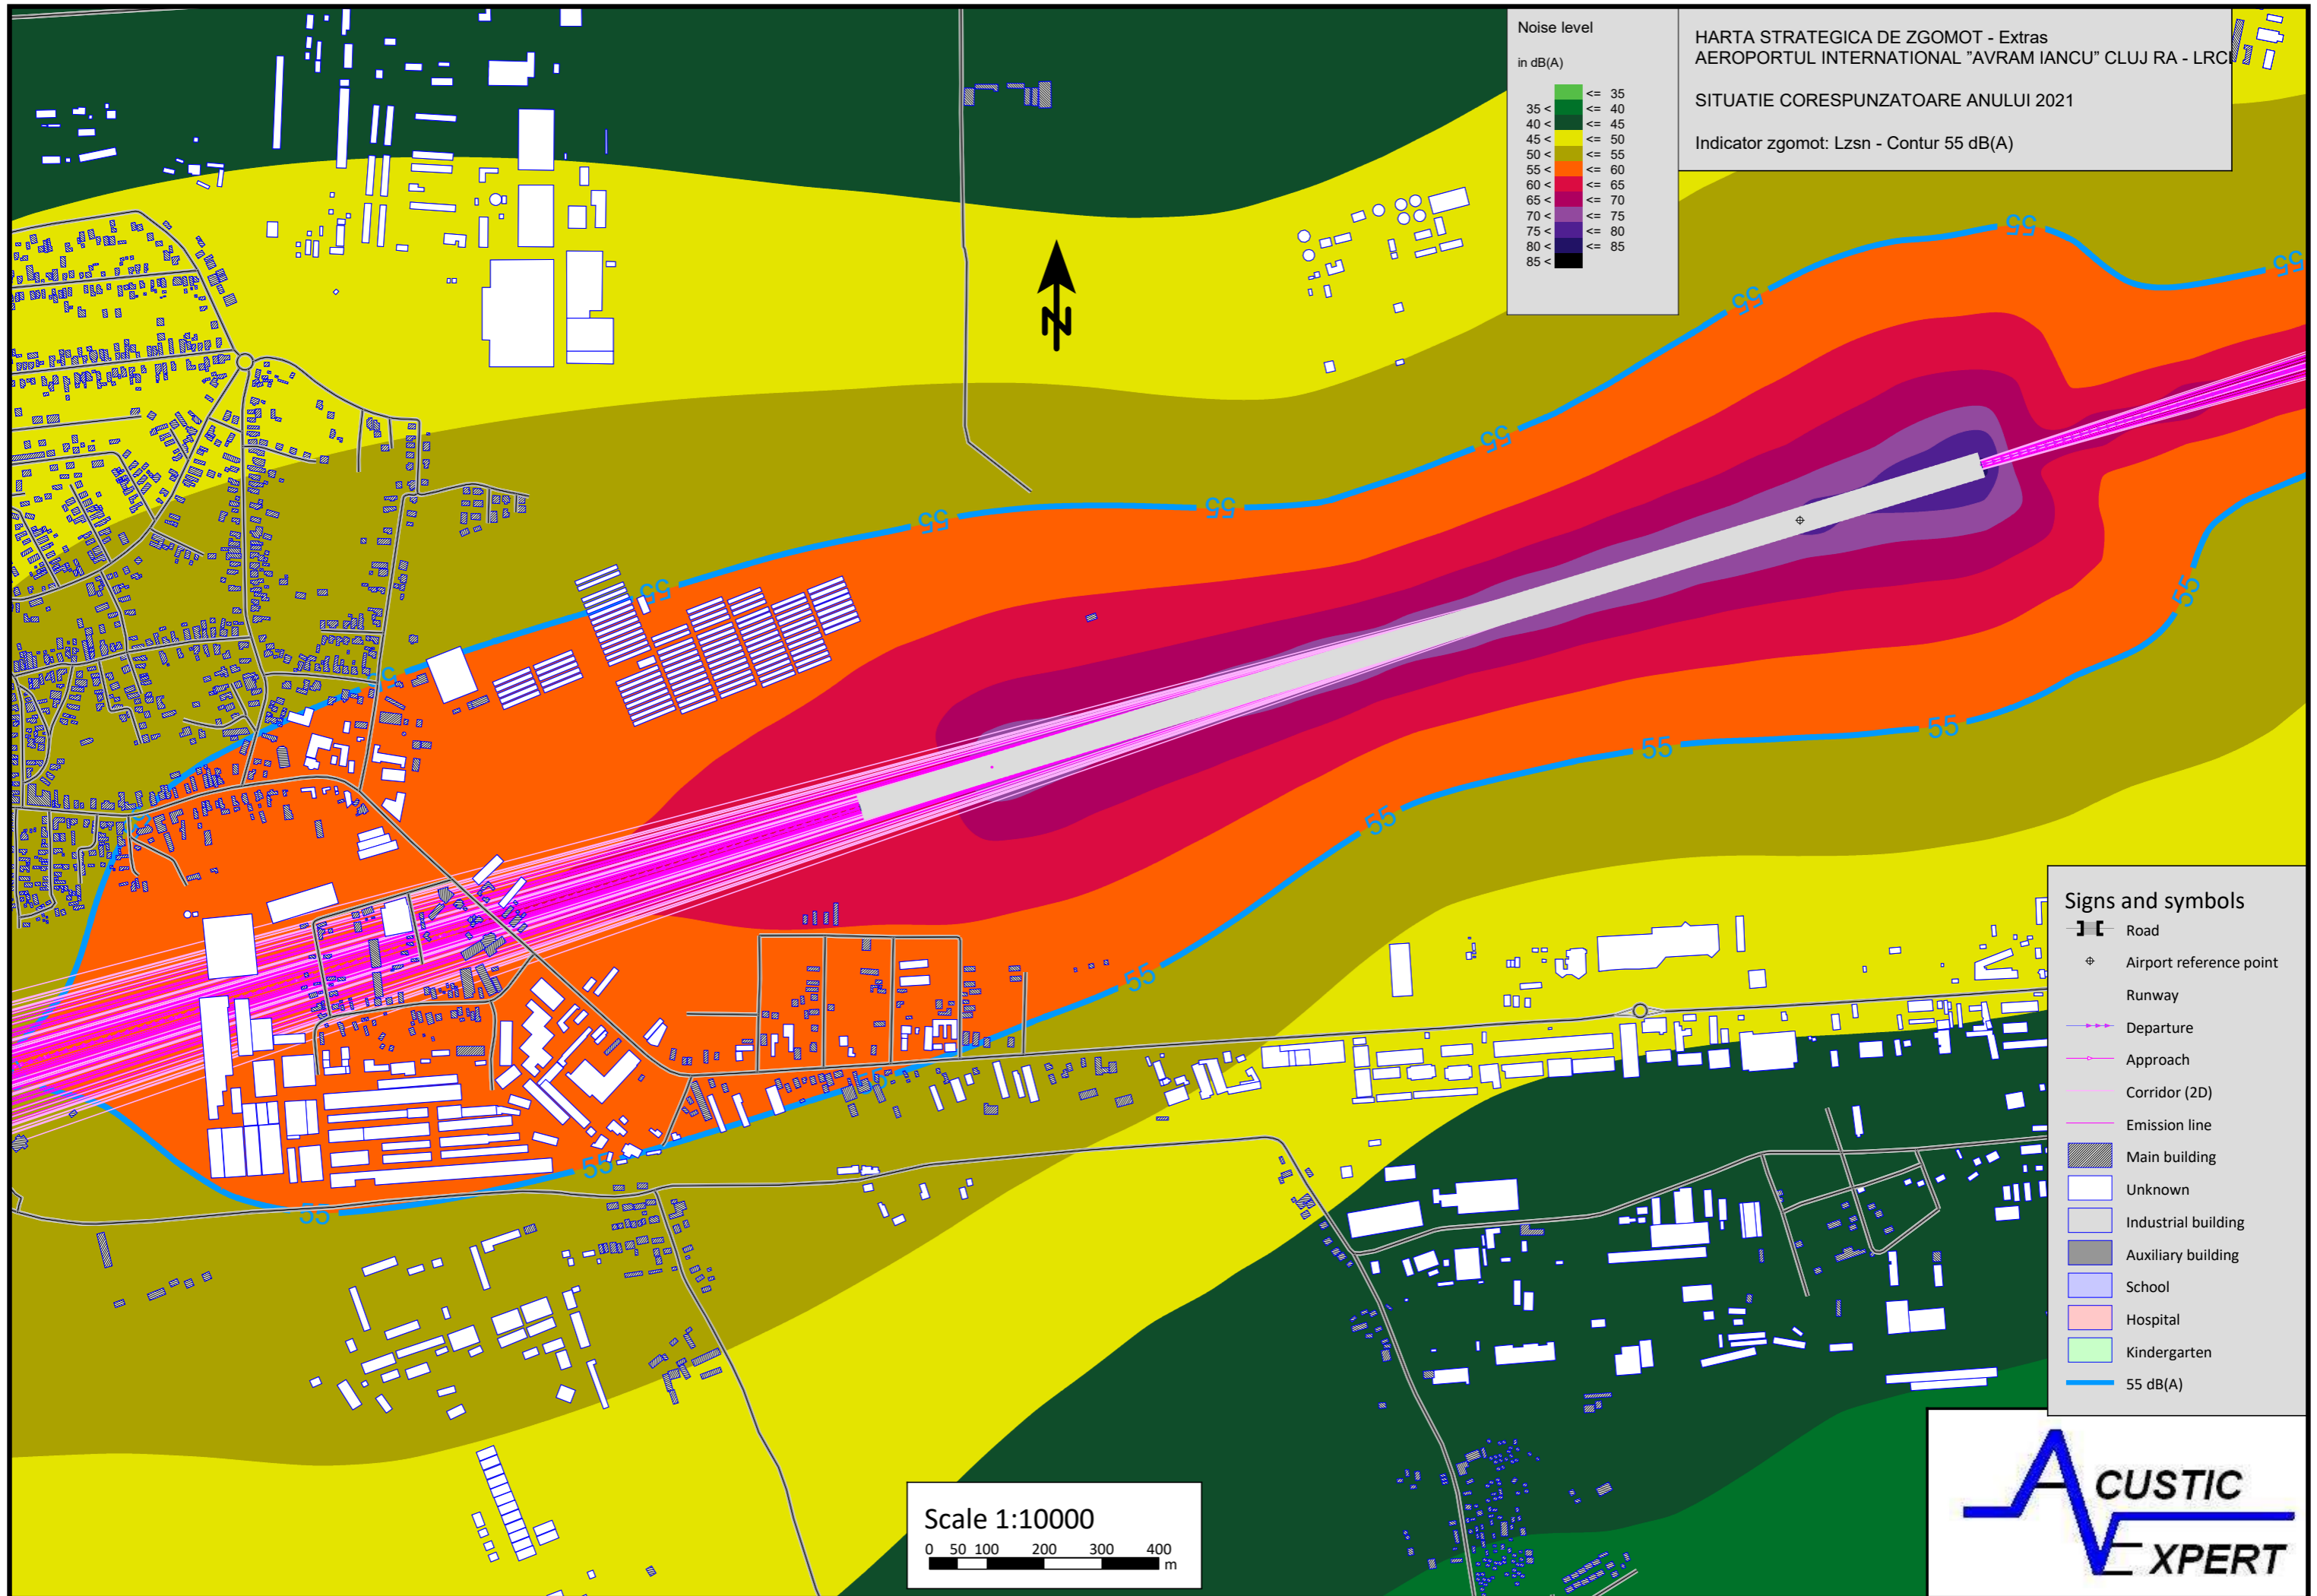 Noise level
in dB(A)
<= 35
35 < <= 40
40 < <= 45
45 < <= 50
50 < <= 55
55 < <= 60
60 < <= 65
65 < <= 70
70 < <= 75
75 < <= 80
80 < <= 85
85 <
HARTA STRATEGICA DE ZGOMOT - Extras
AEROPORTUL INTERNATIONAL "AVRAM IANCU" CLUJ RA - LRCL
SITUATIE CORESPUNZATOARE ANULUI 2021
Indicator zgomot: Lzsn - Contur 55 dB(A)
55
55
55
55
55
55
55
55
55
55
55
55
55
55
N
Signs and symbols
Road
Airport reference point
Runway
Departure
Approach
Corridor (2D)
Emission line
Main building
Unknown
Industrial building
Auxiliary building
School
Hospital
Kindergarten
55 dB(A)
Scale 1:10000
0 50 100 200 300 400
m
ACUSTIC
EXPERT